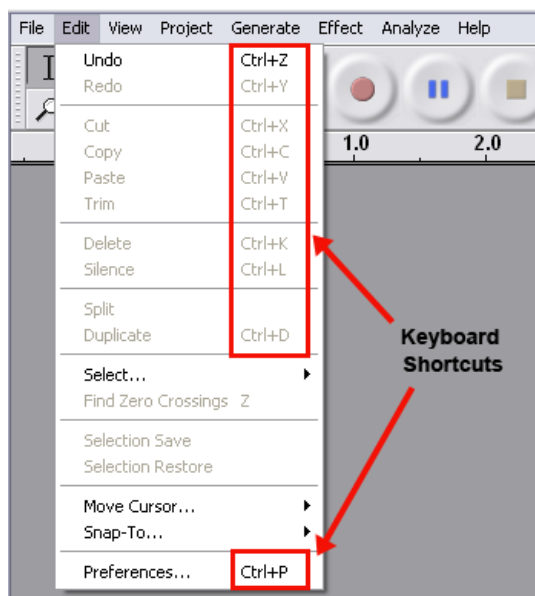 File Edit View Project Generate Effect Analyze Help
Undo Ctrl+Z
Redo Ctrl+Y
Cut Ctrl+X
1.0 2.0
Copy Ctrl+C
Paste Ctrl+V
Trim Ctrl+T
Delete Ctrl+K
Silence Ctrl+L
Split
Duplicate Ctrl+D
Keyboard
Shortcuts
Select...
Find Zero Crossings Z
Selection Save
Selection Restore
Move Cursor...
Snap-To...
Preferences... Ctrl+P